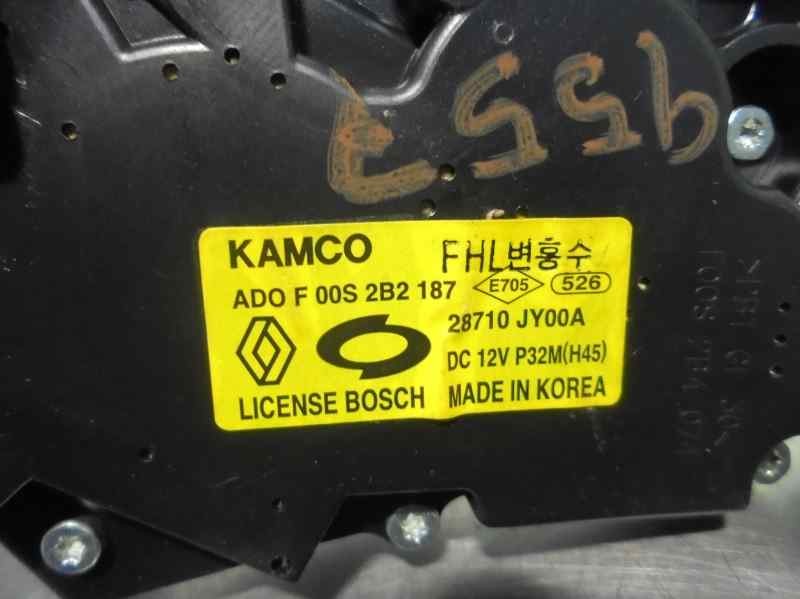 9557
KAMCO FHL변홍수
ADO F 00S 2B2 187 E705 526
28710 JY00A
DC 12V P32M(H45)
LICENSE BOSCH MADE IN KOREA